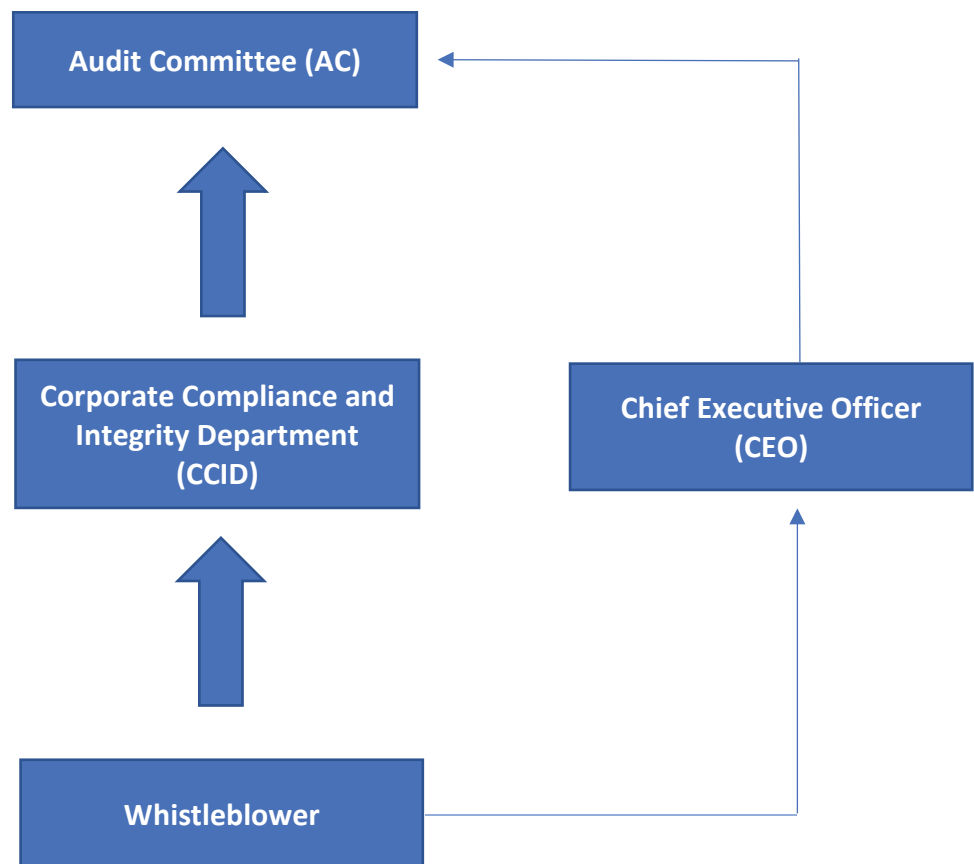 Audit Committee (AC)
Corporate Compliance and
Integrity Department
(CCID)
Chief Executive Officer
(CEO)
Whistleblower